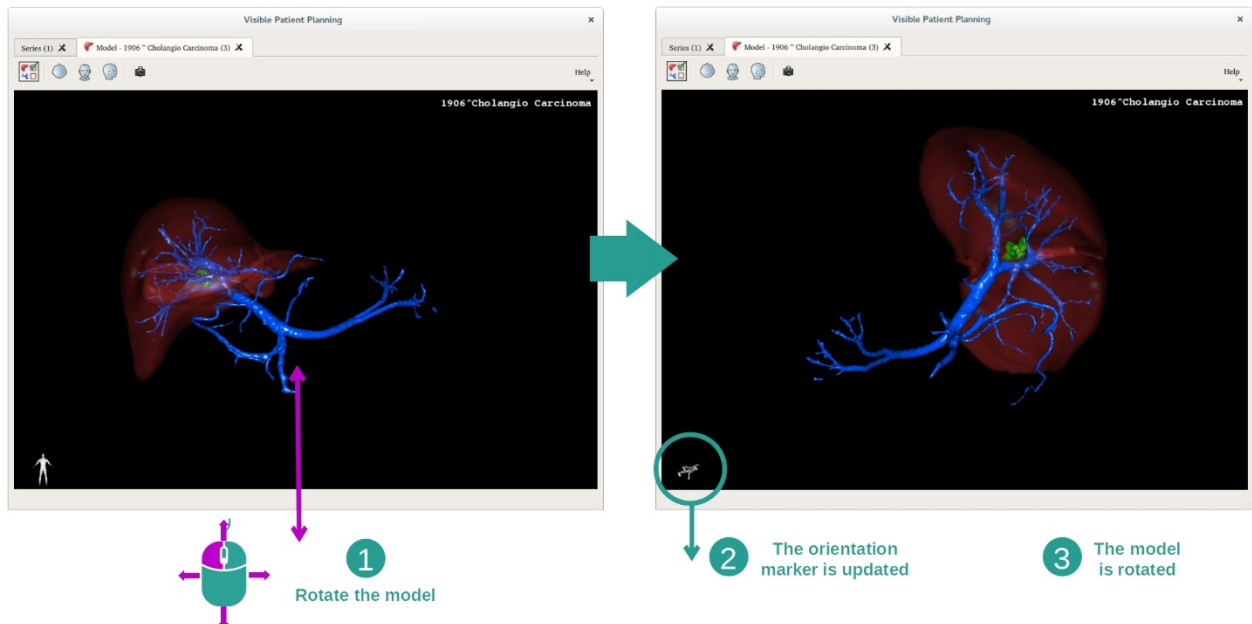 Visible Patient Planning
Series (1)
Model - 1906 ^ Cholangio Carcinoma (3)
Help
1906^Cholangio Carcinoma
Visible Patient Planning
Series (1)
Model - 1906 ^ Cholangio Carcinoma (3)
Help
1906^Cholangio Carcinoma
1
Rotate the model
2
The orientation
marker is updated
3
The model
is rotated